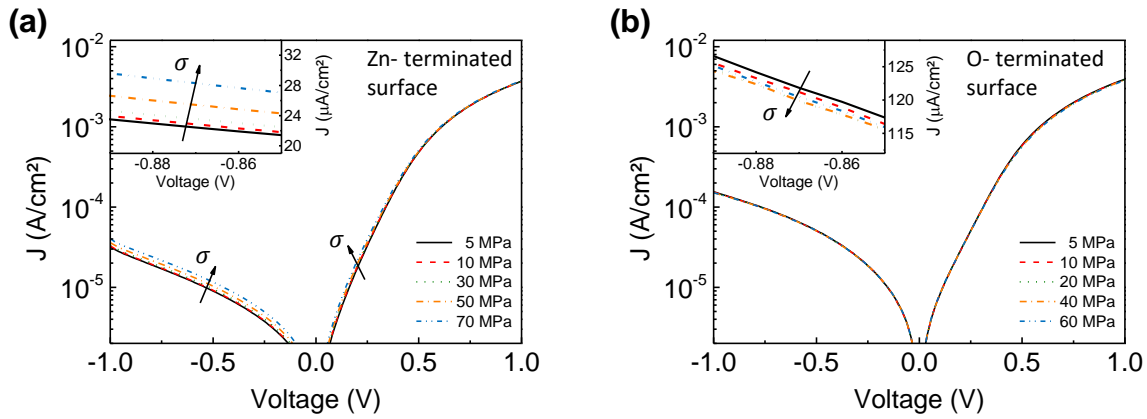 (a)
10⁻²
10⁻³
10⁻⁴
10⁻⁵
J (A/cm²)
-1.0 -0.5 0.0 0.5 1.0
Voltage (V)
Zn- terminated
surface
σ
σ
σ
5 MPa
10 MPa
30 MPa
50 MPa
70 MPa
32
28
24
20
J (μA/cm²)
-0.88 -0.86
Voltage (V)
(b)
10⁻²
10⁻³
10⁻⁴
10⁻⁵
J (A/cm²)
-1.0 -0.5 0.0 0.5 1.0
Voltage (V)
O- terminated
surface
σ
5 MPa
10 MPa
20 MPa
40 MPa
60 MPa
125
120
115
J (μA/cm²)
-0.88 -0.86
Voltage (V)